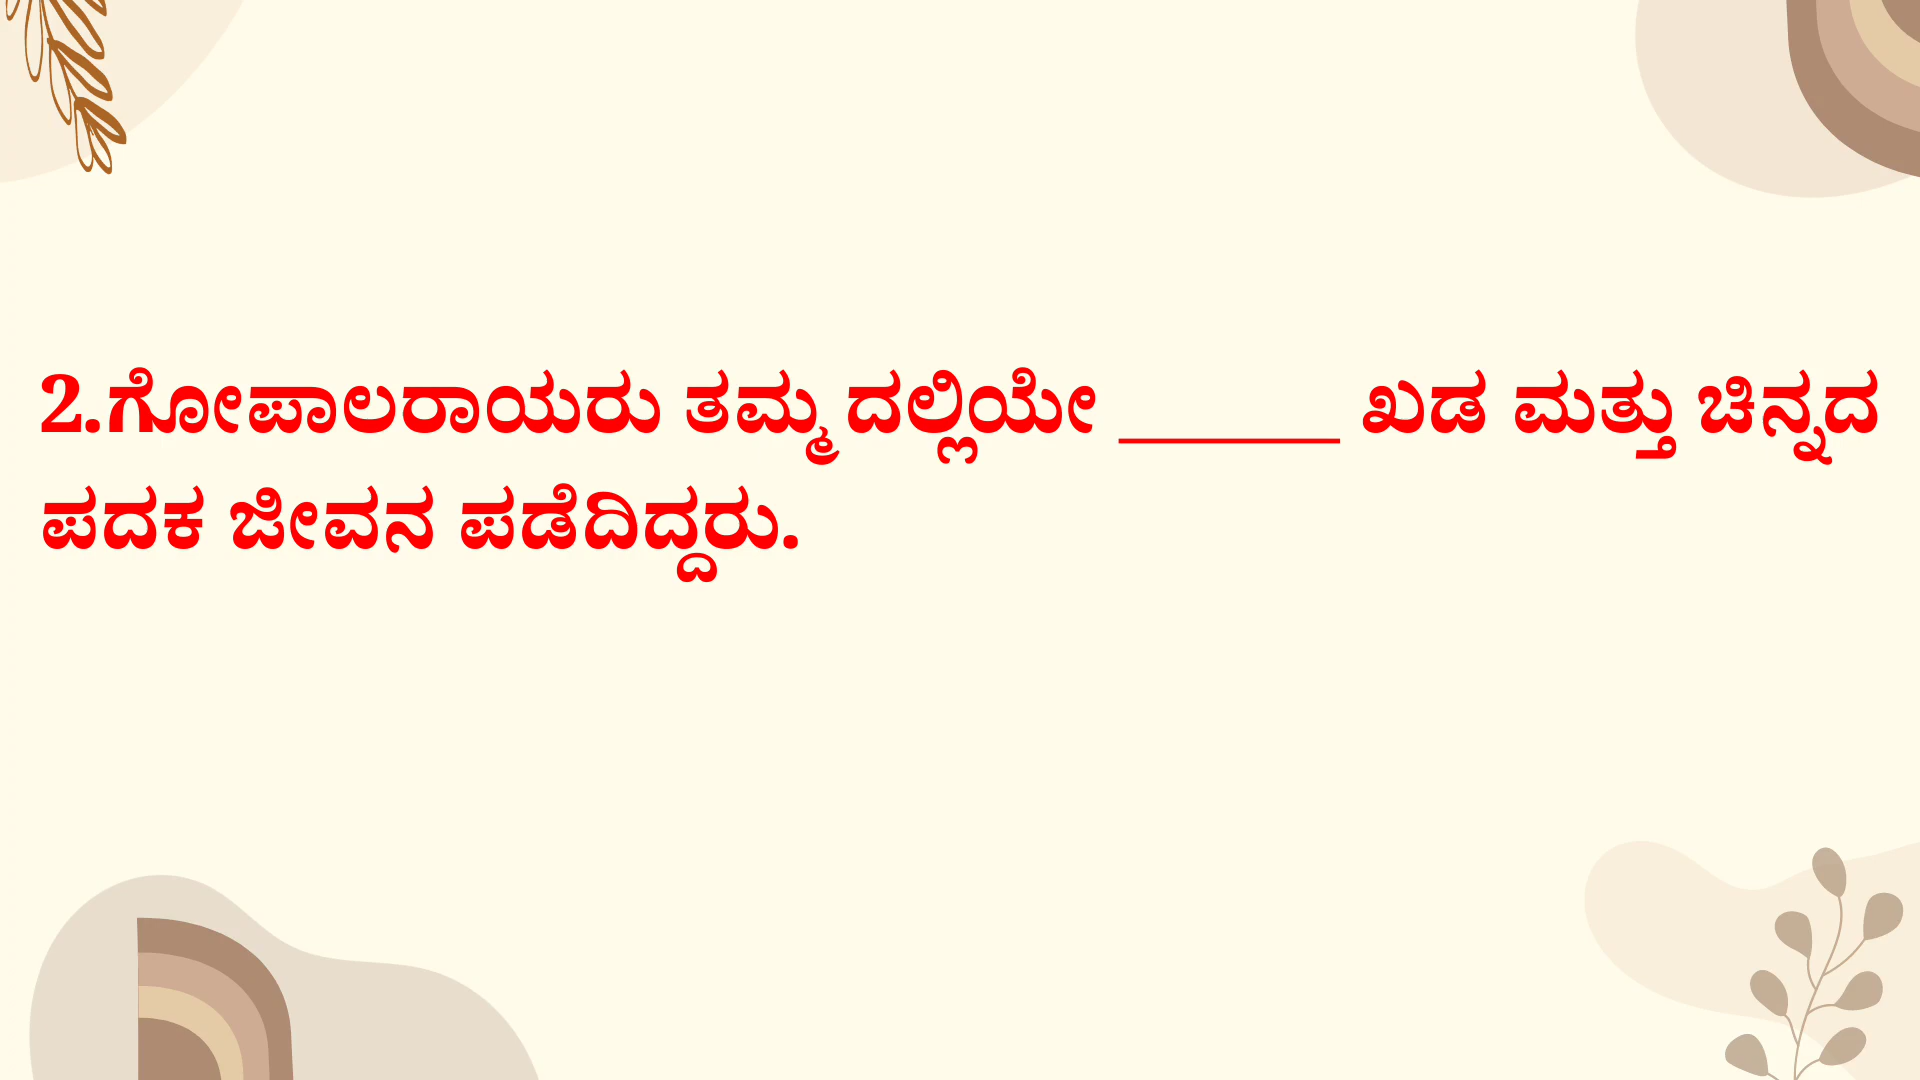 2.ಗೋಪಾಲರಾಯರು ತಮ್ಮ ದಲ್ಲಿಯೇ ______ ಖಡ ಮತ್ತು ಚಿನ್ನದ
ಪದಕ ಜೀವನ ಪಡೆದಿದ್ದರು.